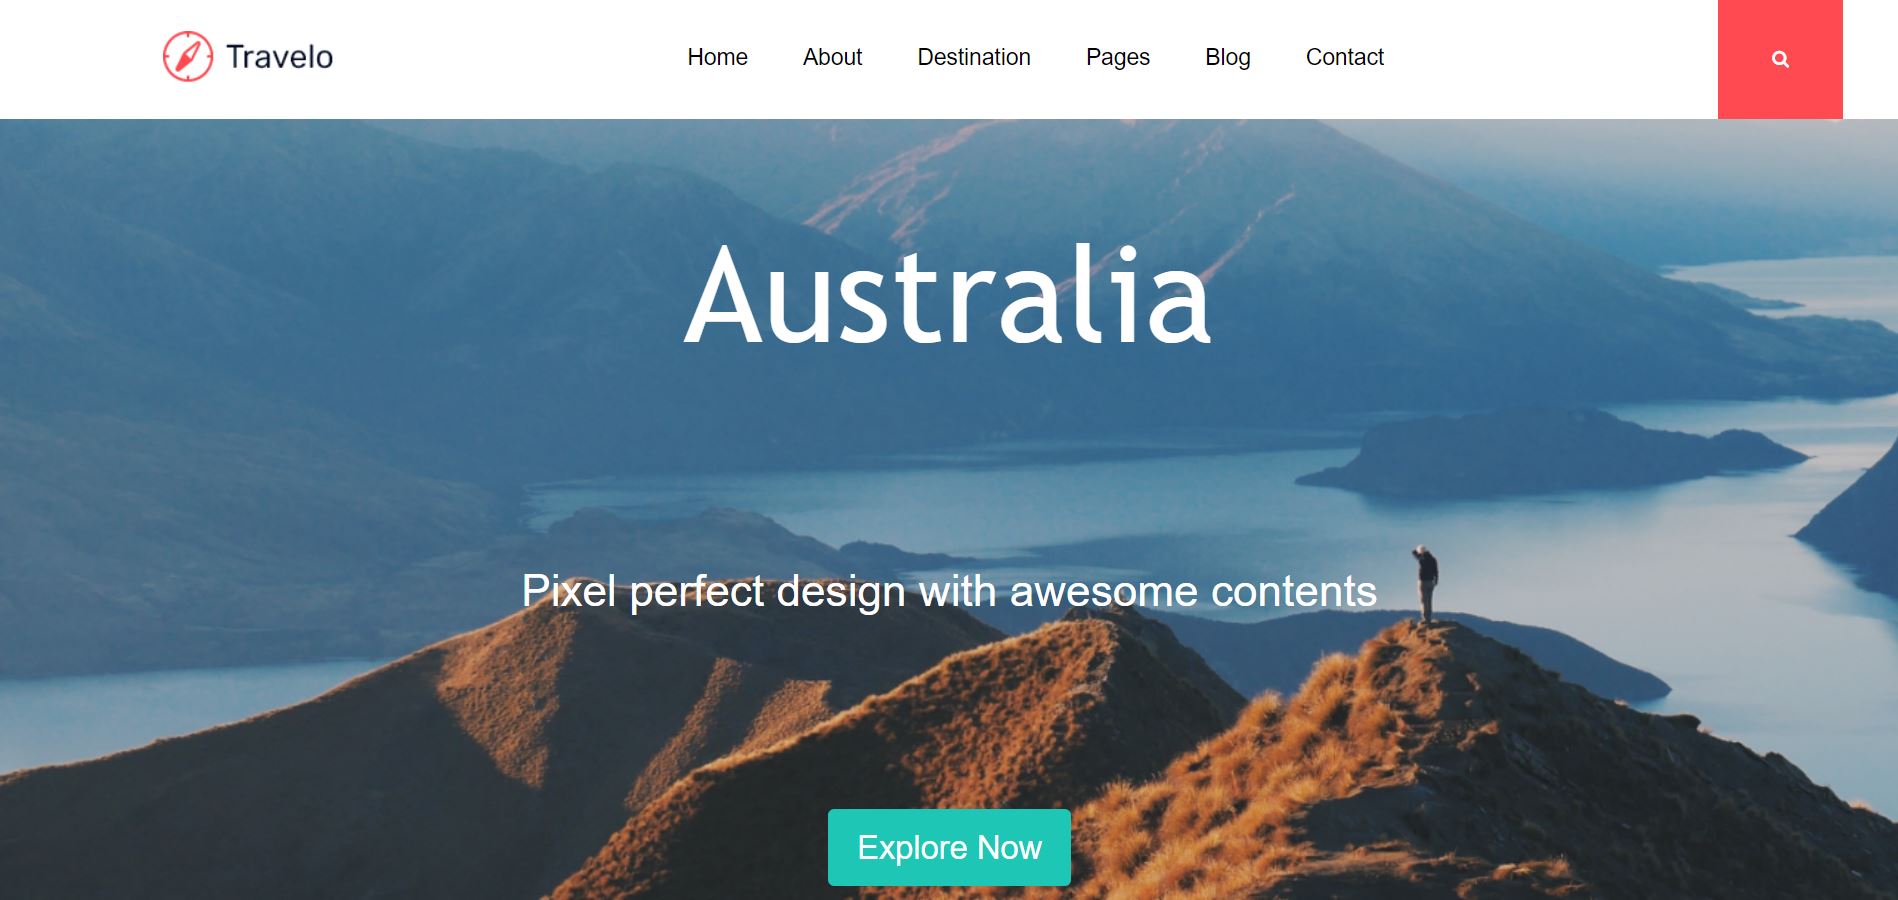 Travelo
Home About Destination Pages Blog Contact
Australia
Pixel perfect design with awesome contents
Explore Now